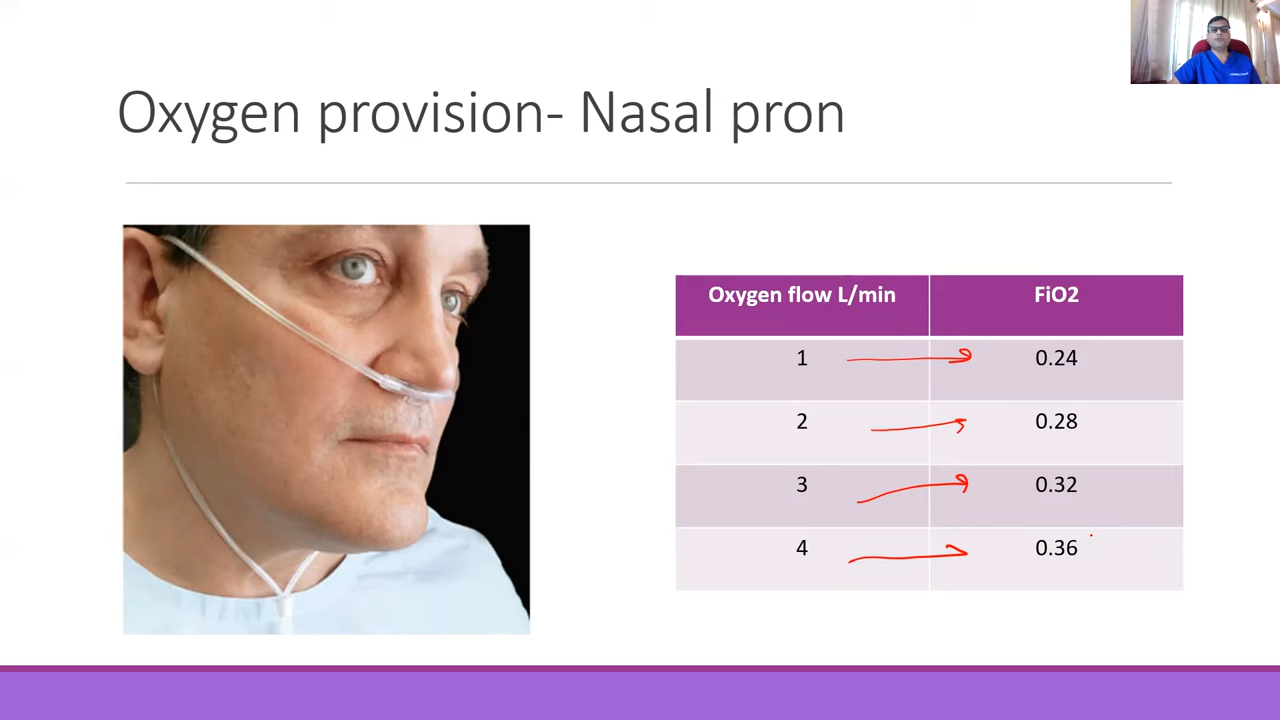 Oxygen provision- Nasal pron
Oxygen flow L/min FiO2
1 0.24
2 0.28
3 0.32
4 0.36